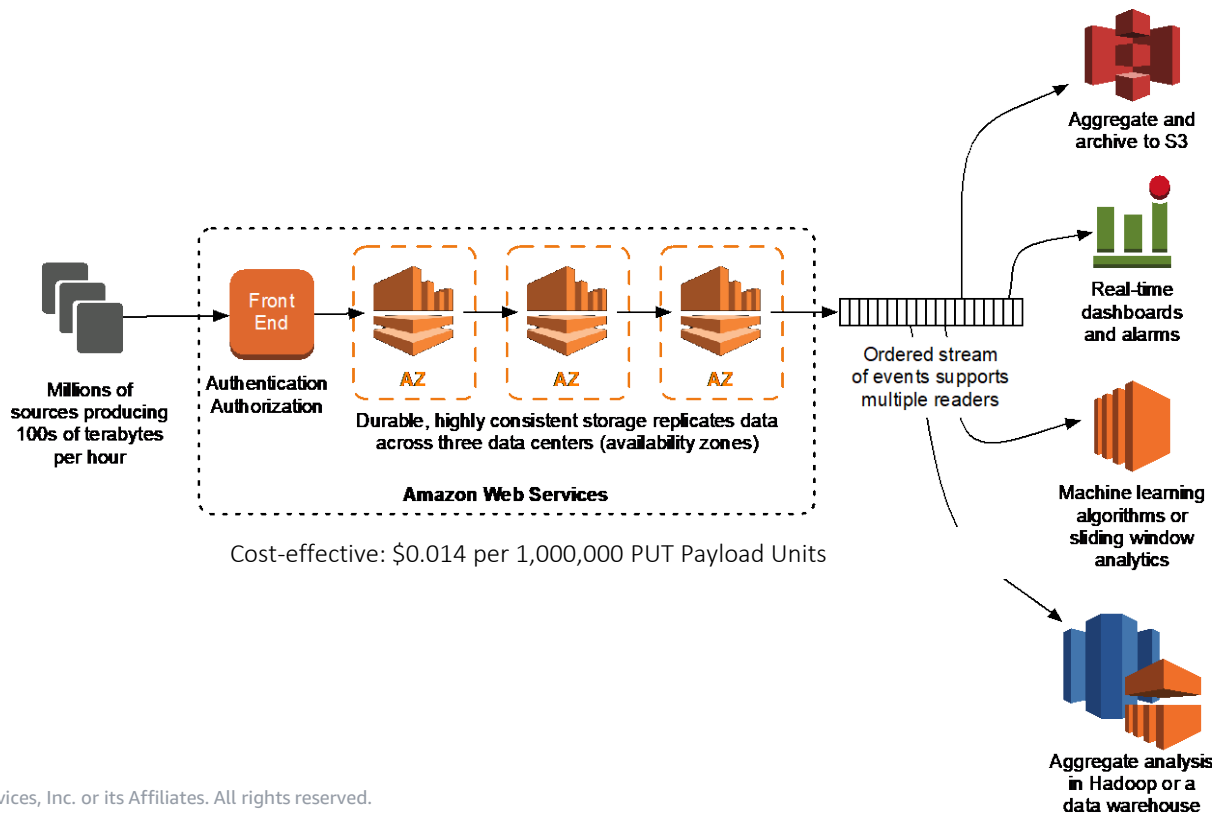 Aggregate and
archive to S3
Real-time
dashboards
and alarms
Front
End
AZ
AZ
AZ
Ordered stream
of events supports
multiple readers
Millions of
sources producing
100s of terabytes
per hour
Authentication
Authorization
Durable, highly consistent storage replicates data
across three data centers (availability zones)
Amazon Web Services
Machine learning
algorithms or
sliding window
analytics
Cost-effective: $0.014 per 1,000,000 PUT Payload Units
Aggregate analysis
in Hadoop or a
data warehouse
vices, Inc. or its Affiliates. All rights reserved.